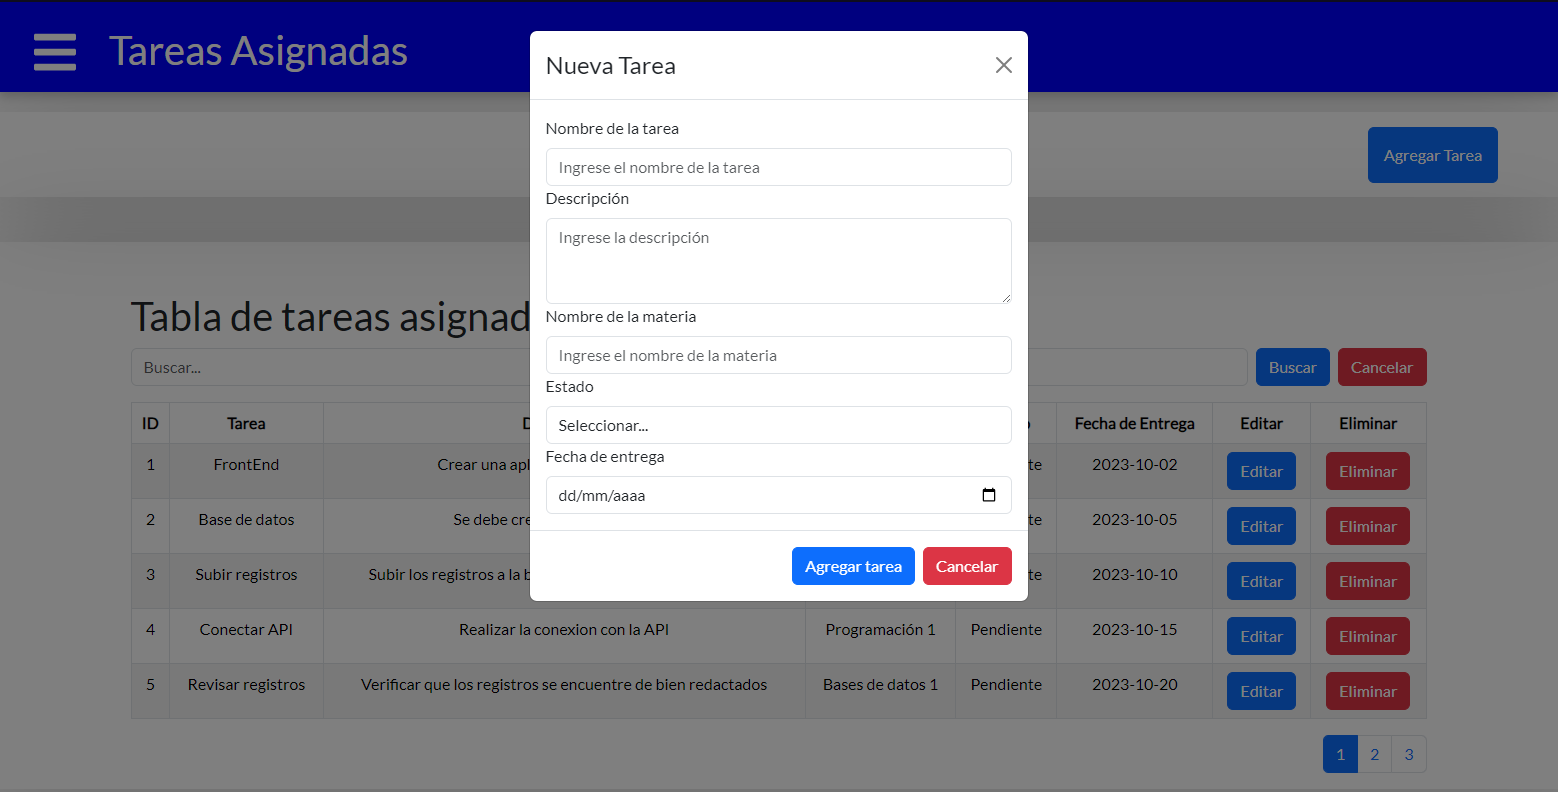 Tareas Asignadas
Nueva Tarea
Nombre de la tarea
Ingrese el nombre de la tarea
Descripción
Ingrese la descripción
Nombre de la materia
Ingrese el nombre de la materia
Estado
Seleccionar...
Fecha de entrega
dd/mm/aaaa
Agregar tarea Cancelar
Agregar Tarea
Tabla de tareas
Buscar... Buscar Cancelar
ID Tarea Fecha de Entrega Editar Eliminar
1 FrontEnd Crear una 2023-10-02 Editar Eliminar
2 Base de datos Se debe 2023-10-05 Editar Eliminar
3 Subir registros Subir los registros a la 2023-10-10 Editar Eliminar
4 Conectar API Realizar la conexion con la API Programación 1 Pendiente 2023-10-15 Editar Eliminar
5 Revisar registros Verificar que los registros se encuentre de bien redactados Bases de datos 1 Pendiente 2023-10-20 Editar Eliminar
1 2 3